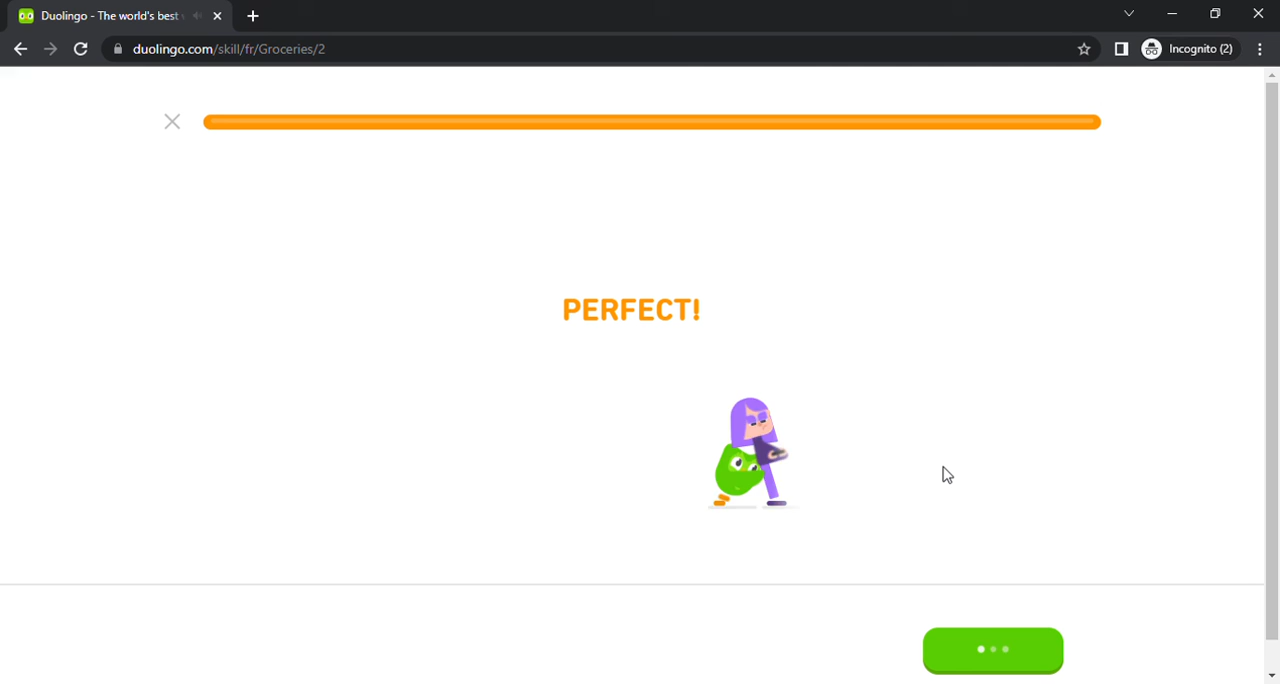 Duolingo - The world's best
duolingo.com/skill/fr/Groceries/2
Incognito (2)
PERFECT!